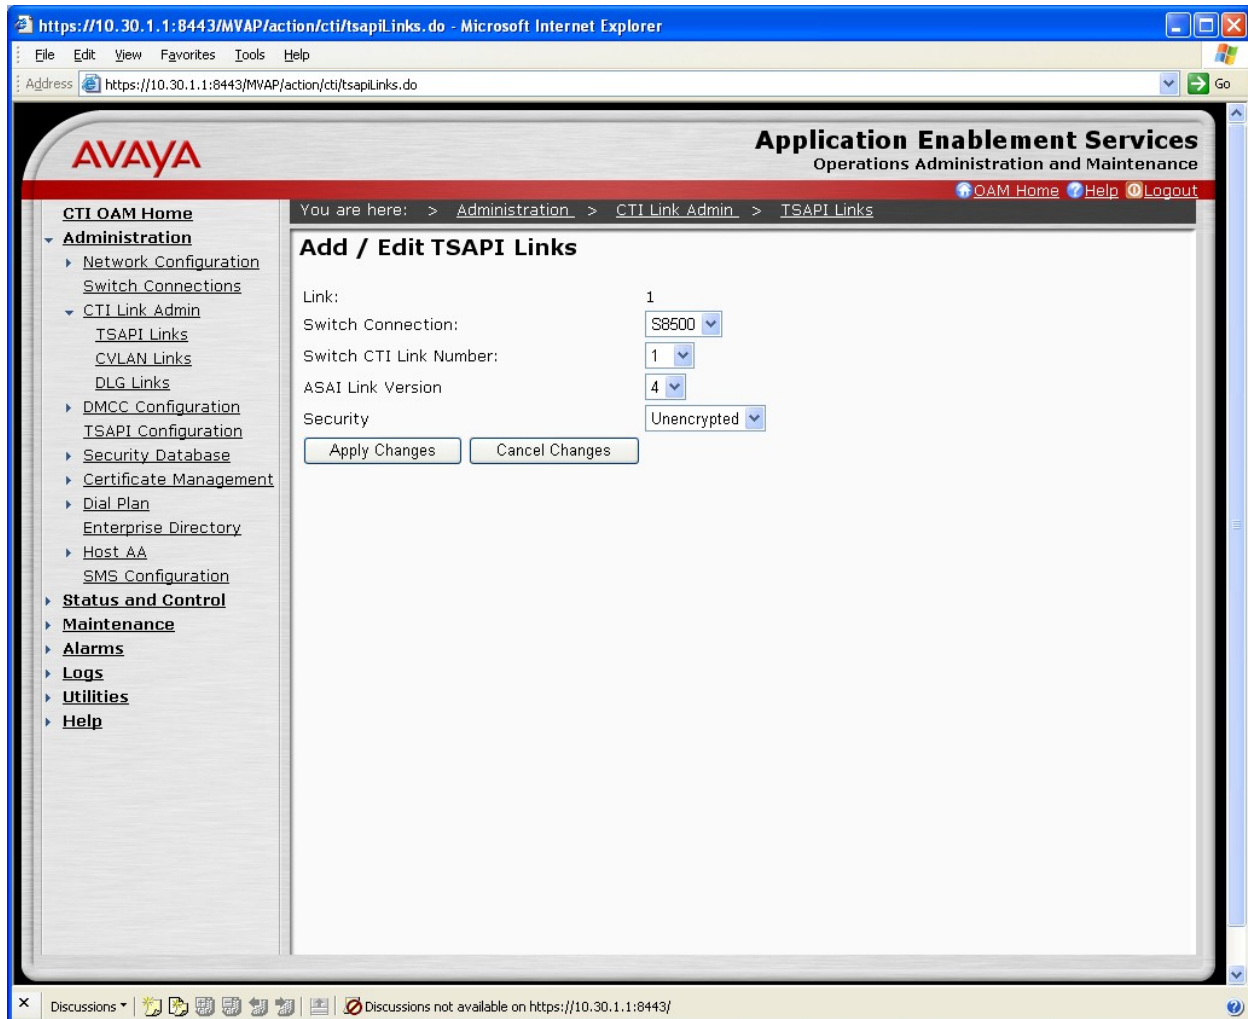 https://10.30.1.1:8443/MVAP/action/cti/tsapiLinks.do - Microsoft Internet Explorer
File Edit View Favorites Tools Help
Address https://10.30.1.1:8443/MVAP/action/cti/tsapiLinks.do Go
AVAYA
Application Enablement Services
Operations Administration and Maintenance
OAM Home Help Logout
You are here: > Administration > CTI Link Admin > TSAPI Links
CTI OAM Home
Administration
Network Configuration
Switch Connections
CTI Link Admin
TSAPI Links
CVLAN Links
DLG Links
DMCC Configuration
TSAPI Configuration
Security Database
Certificate Management
Dial Plan
Enterprise Directory
Host AA
SMS Configuration
Status and Control
Maintenance
Alarms
Logs
Utilities
Help
Add / Edit TSAPI Links
Link: 1
Switch Connection: S8500
Switch CTI Link Number: 1
ASAI Link Version 4
Security Unencrypted
Apply Changes Cancel Changes
Discussions Discussions not available on https://10.30.1.1:8443/